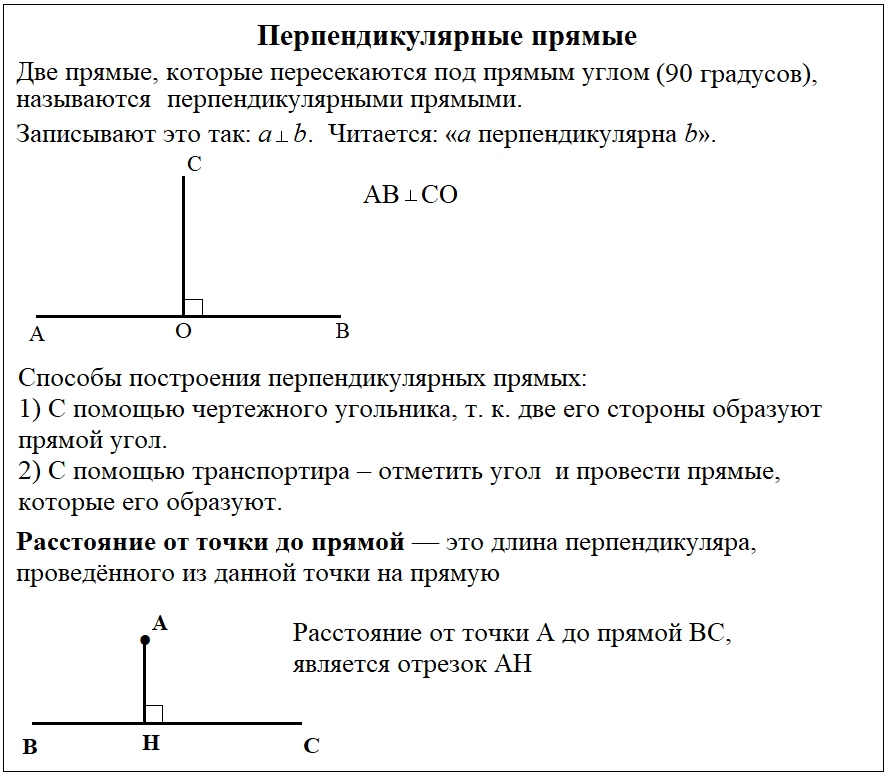 Перпендикулярные прямые
Две прямые, которые пересекаются под прямым углом (90 градусов),
называются перпендикулярными прямыми.
Записывают это так: a ⊥ b. Читается: «a перпендикулярна b».
C
AB ⊥ CO
A O B
Способы построения перпендикулярных прямых:
1) С помощью чертежного угольника, т. к. две его стороны образуют
прямой угол.
2) С помощью транспортира – отметить угол и провести прямые,
которые его образуют.
Расстояние от точки до прямой — это длина перпендикуляра,
проведённого из данной точки на прямую
A
Расстояние от точки А до прямой ВС,
является отрезок АН
B H C